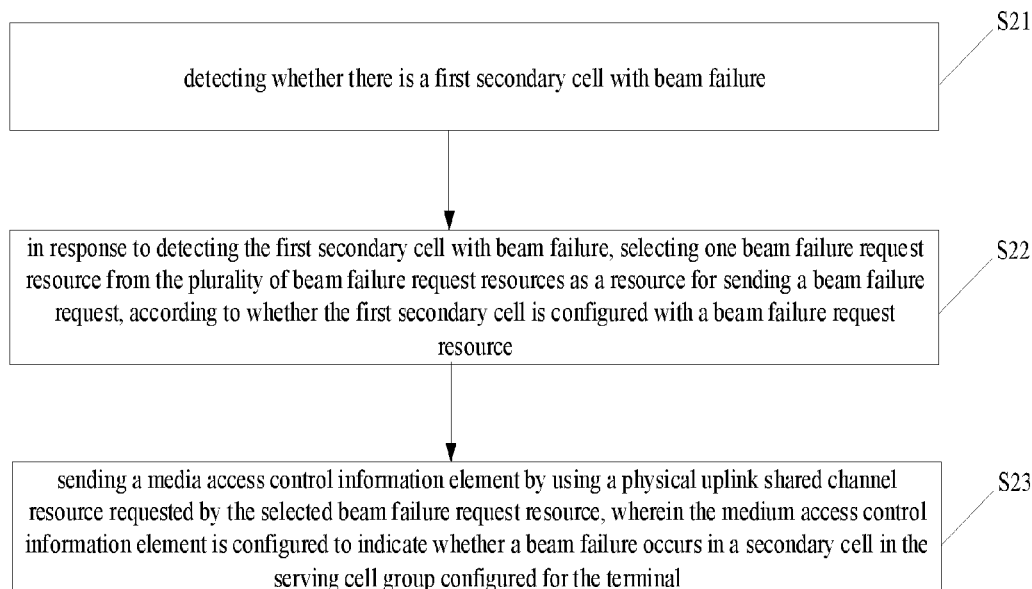 S21
detecting whether there is a first secondary cell with beam failure
S22
in response to detecting the first secondary cell with beam failure, selecting one beam failure request
resource from the plurality of beam failure request resources as a resource for sending a beam failure
request, according to whether the first secondary cell is configured with a beam failure request
resource
S23
sending a media access control information element by using a physical uplink shared channel
resource requested by the selected beam failure request resource, wherein the medium access control
information element is configured to indicate whether a beam failure occurs in a secondary cell in the
serving cell group configured for the terminal